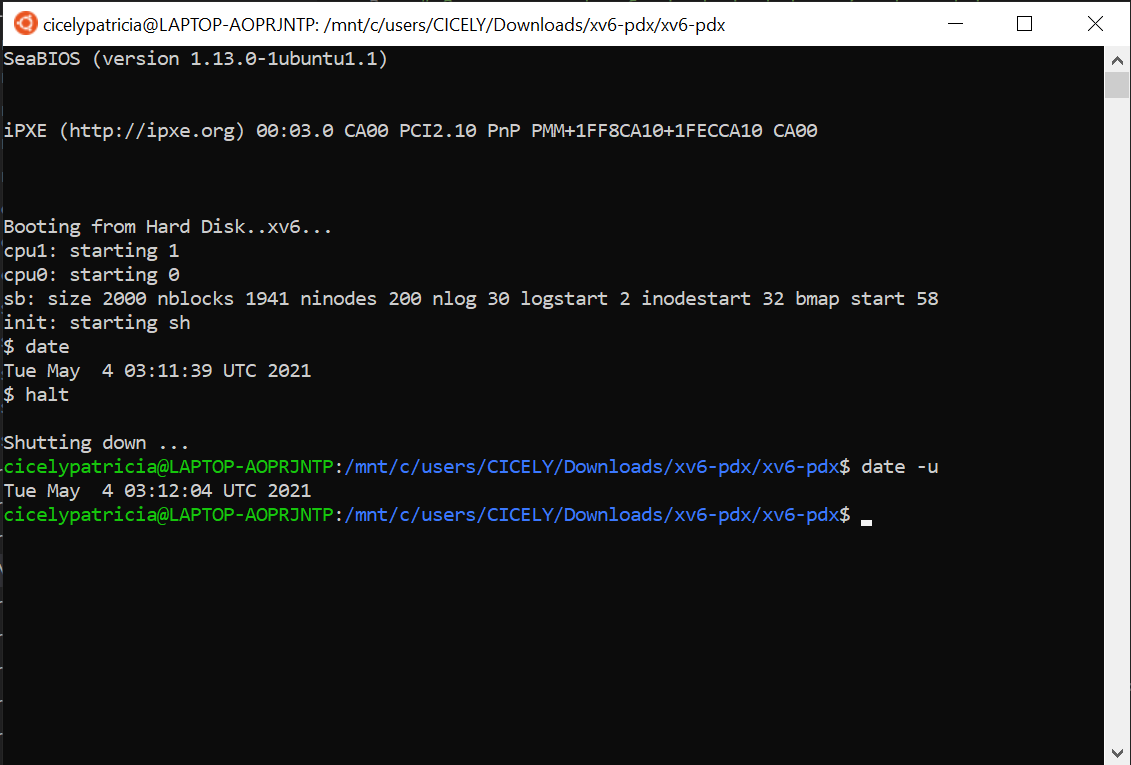 cicelypatricia@LAPTOP-AOPRJNTP: /mnt/c/users/CICELY/Downloads/xv6-pdx/xv6-pdx
SeaBIOS (version 1.13.0-1ubuntu1.1)
iPXE (http://ipxe.org) 00:03.0 CA00 PCI2.10 PnP PMM+1FF8CA10+1FECCA10 CA00
Booting from Hard Disk..xv6...
cpu1: starting 1
cpu0: starting 0
sb: size 2000 nblocks 1941 ninodes 200 nlog 30 logstart 2 inodestart 32 bmap start 58
init: starting sh
$ date
Tue May  4 03:11:39 UTC 2021
$ halt
Shutting down ...
cicelypatricia@LAPTOP-AOPRJNTP:/mnt/c/users/CICELY/Downloads/xv6-pdx/xv6-pdx$ date -u
Tue May  4 03:12:04 UTC 2021
cicelypatricia@LAPTOP-AOPRJNTP:/mnt/c/users/CICELY/Downloads/xv6-pdx/xv6-pdx$